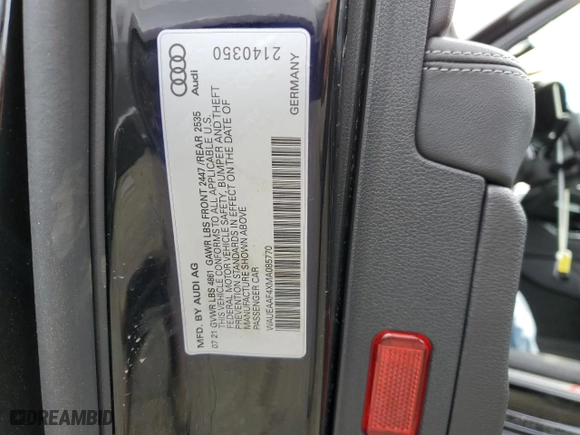 Audi
2140350
GERMANY
MFD. BY AUDI AG
07 21 GVWR LBS 4861 GAWR LBS FRONT 2447 /REAR 2535
THIS VEHICLE CONFORMS TO ALL APPLICABLE U.S.
FEDERAL MOTOR VEHICLE SAFETY, BUMPER AND THEFT
PREVENTION STANDARDS IN EFFECT ON THE DATE OF
MANUFACTURE SHOWN ABOVE
PASSENGER CAR
WAUEAAF4XMA085770
DREAMBID